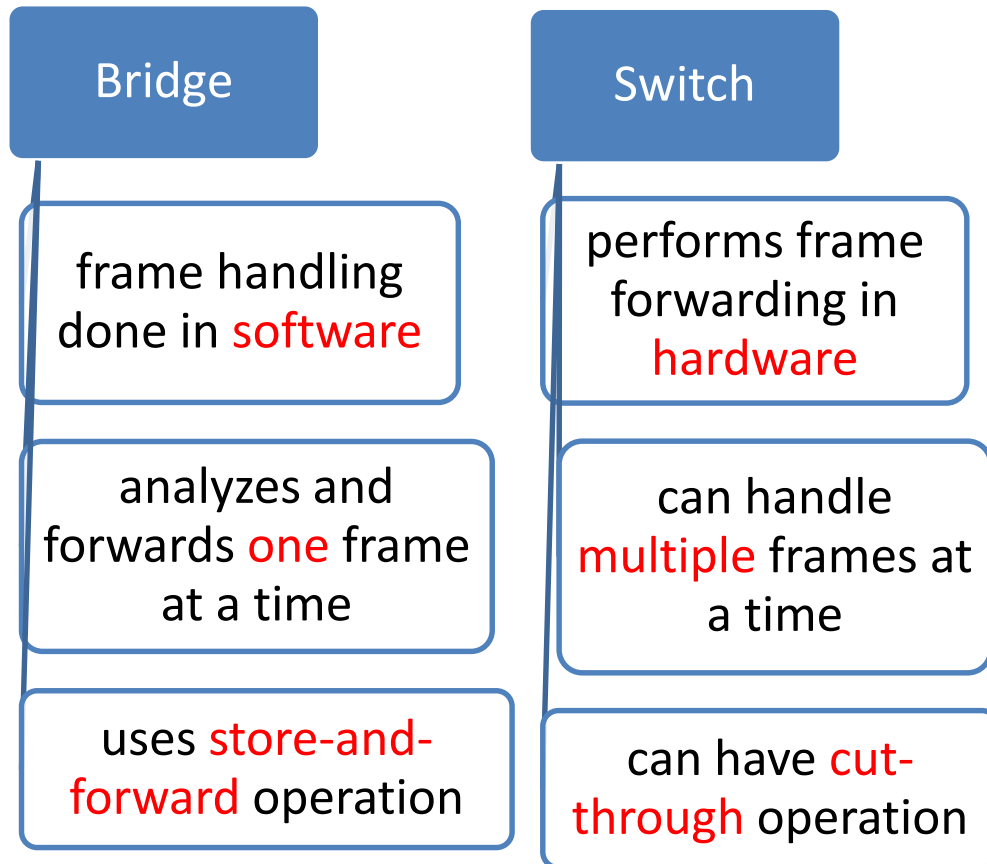 Bridge
frame handling
done in software
analyzes and
forwards one frame
at a time
uses store-and-
forward operation
Switch
performs frame
forwarding in
hardware
can handle
multiple frames at
a time
can have cut-
through operation